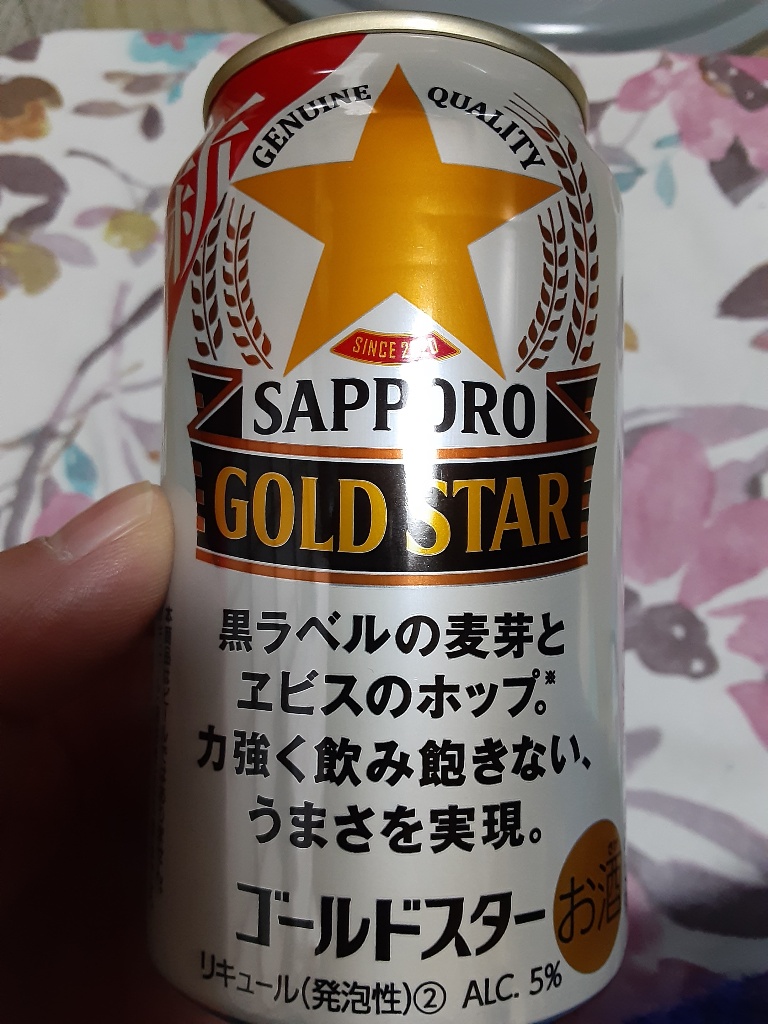 新
GENUINE QUALITY
SINCE
SAPPORO
GOLD STAR
黒ラベルの麦芽と
ヱビスのホップ。※
力強く飲み飽きない、
うまさを実現。
ゴールドスター
お酒
リキュール(発泡性)② ALC. 5%